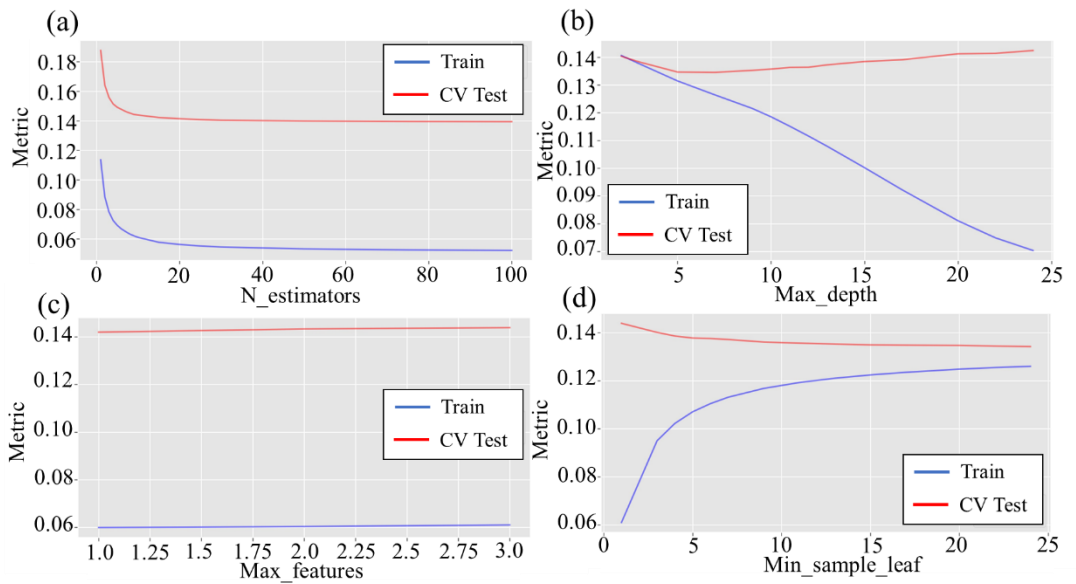 (a)
Metric
0.18
0.16
0.14
0.12
0.10
0.08
0.06
Train
CV Test
0 20 40 60 80 100
N_estimators
(b)
Metric
0.14
0.13
0.12
0.11
0.10
0.09
0.08
0.07
Train
CV Test
5 10 15 20 25
Max_depth
(c)
Metric
0.14
0.12
0.10
0.08
0.06
Train
CV Test
1.0 1.25 1.50 1.75 2.0 2.25 2.5 2.75 3.0
Max_features
(d)
Metric
0.14
0.12
0.10
0.08
0.06
Train
CV Test
0 5 10 15 20 25
Min_sample_leaf